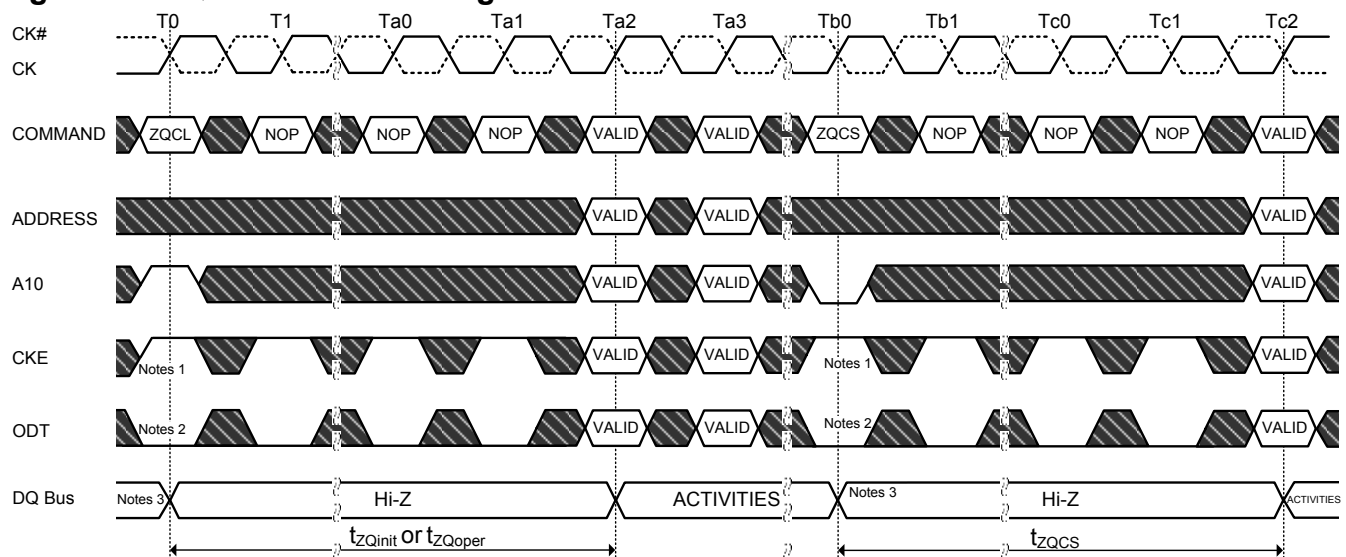 T0 T1 Ta0 Ta1 Ta2 Ta3 Tb0 Tb1 Tc0 Tc1 Tc2
CK#
CK
COMMAND ZQCL NOP NOP NOP VALID VALID ZQCS NOP NOP NOP VALID
ADDRESS VALID VALID VALID
A10 VALID VALID VALID
CKE Notes 1 VALID VALID Notes 1 VALID
ODT Notes 2 VALID VALID Notes 2 VALID
DQ Bus Notes 3 Hi-Z ACTIVITIES Notes 3 Hi-Z ACTIVITIES
tZQinit or tZQoper tZQCS